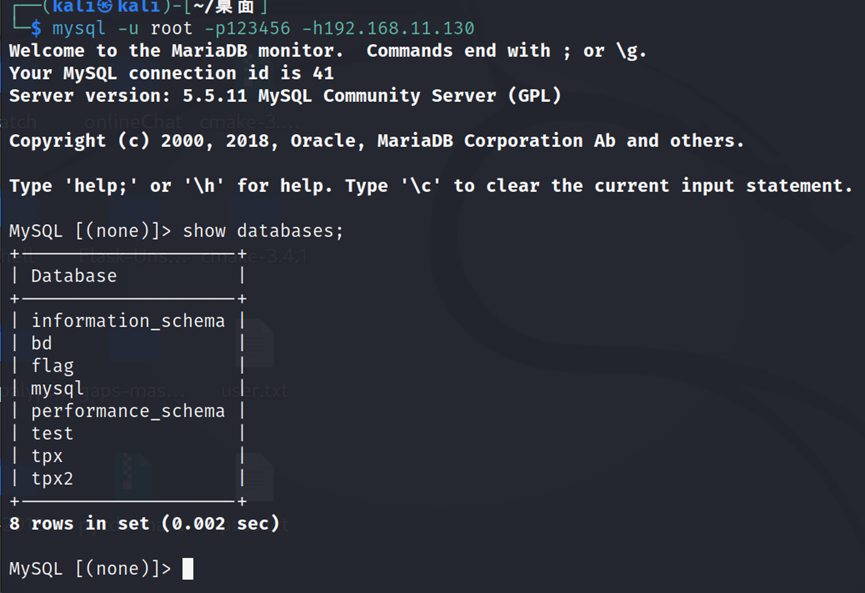 ┌──(kali㉿kali)-[~/桌面]
└─$ mysql -u root -p123456 -h192.168.11.130
Welcome to the MariaDB monitor.  Commands end with ; or \g.
Your MySQL connection id is 41
Server version: 5.5.11 MySQL Community Server (GPL)
Copyright (c) 2000, 2018, Oracle, MariaDB Corporation Ab and others.
Type 'help;' or '\h' for help. Type '\c' to clear the current input statement.
MySQL [(none)]> show databases;
+--------------------+
| Database           |
+--------------------+
| information_schema |
| bd                 |
| flag               |
| mysql              |
| performance_schema |
| test               |
| tpx                |
| tpx2               |
+--------------------+
8 rows in set (0.002 sec)
MySQL [(none)]>